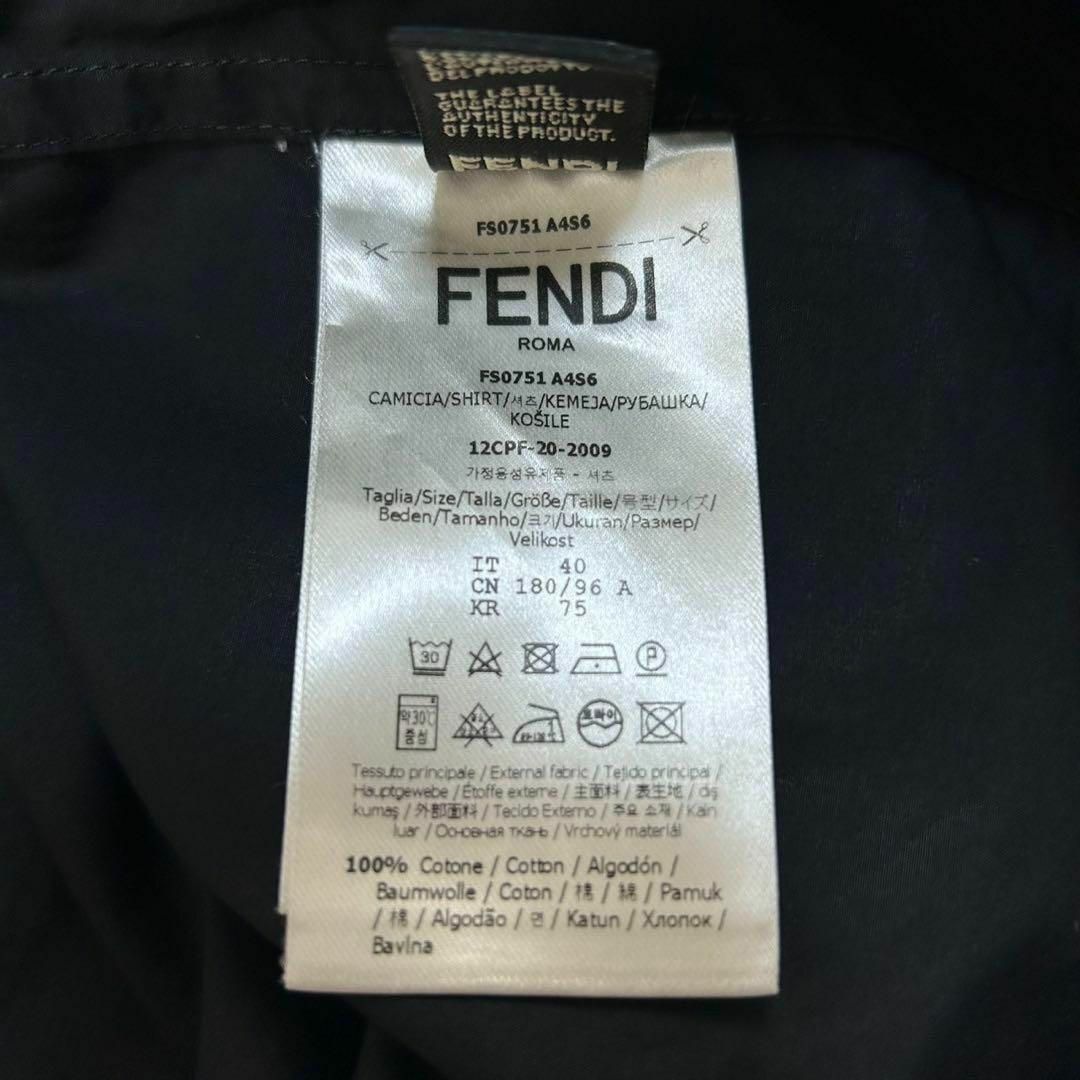 DEL PRODOTTO.
THE LABEL
GUARANTEES THE
AUTHENTICITY
OF THE PRODUCT.
FENDI
FS0751 A4S6
FENDI
ROMA
FS0751 A4S6
CAMICIA/SHIRT/셔츠/KEMEJA/РУБАШКА/
KOŠILE
12CPF-20-2009
가정용섬유제품 - 셔츠
Taglia/Size/Talla/Größe/Taille/号型/サイズ/
Beden/Tamanho/크기/Ukuran/Размер/
Velikost
IT 40
CN 180/96 A
KR 75
30
P
약30℃
중성
드라이
Tessuto principale / External fabric / Tejido principal /
Hauptgewebe / Étoffe externe / 主面料 / 表生地 / dış
kumaş / 外部面料 / Tecido Externo / 주요 소재 / Kain
luar / Основная ткань / Vrchový materiál
100% Cotone / Cotton / Algodón /
Baumwolle / Coton / 棉 / 綿 / Pamuk
/ 棉 / Algodão / 면 / Katun / Хлопок /
Bavlna